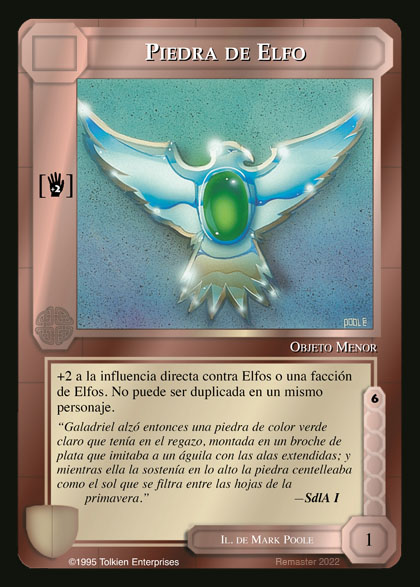 PIEDRA DE ELFO
[+2]
POOLE
OBJETO MENOR
+2 a la influencia directa contra Elfos o una facción
de Elfos. No puede ser duplicada en un mismo
personaje.
6
“Galadriel alzó entonces una piedra de color verde
claro que tenía en el regazo, montada en un broche de
plata que imitaba a un águila con las alas extendidas; y
mientras ella la sostenía en lo alto la piedra centelleaba
como el sol que se filtra entre las hojas de la
primavera.” —SdlA I
IL. DE MARK POOLE
1
©1995 Tolkien Enterprises
Remaster 2022